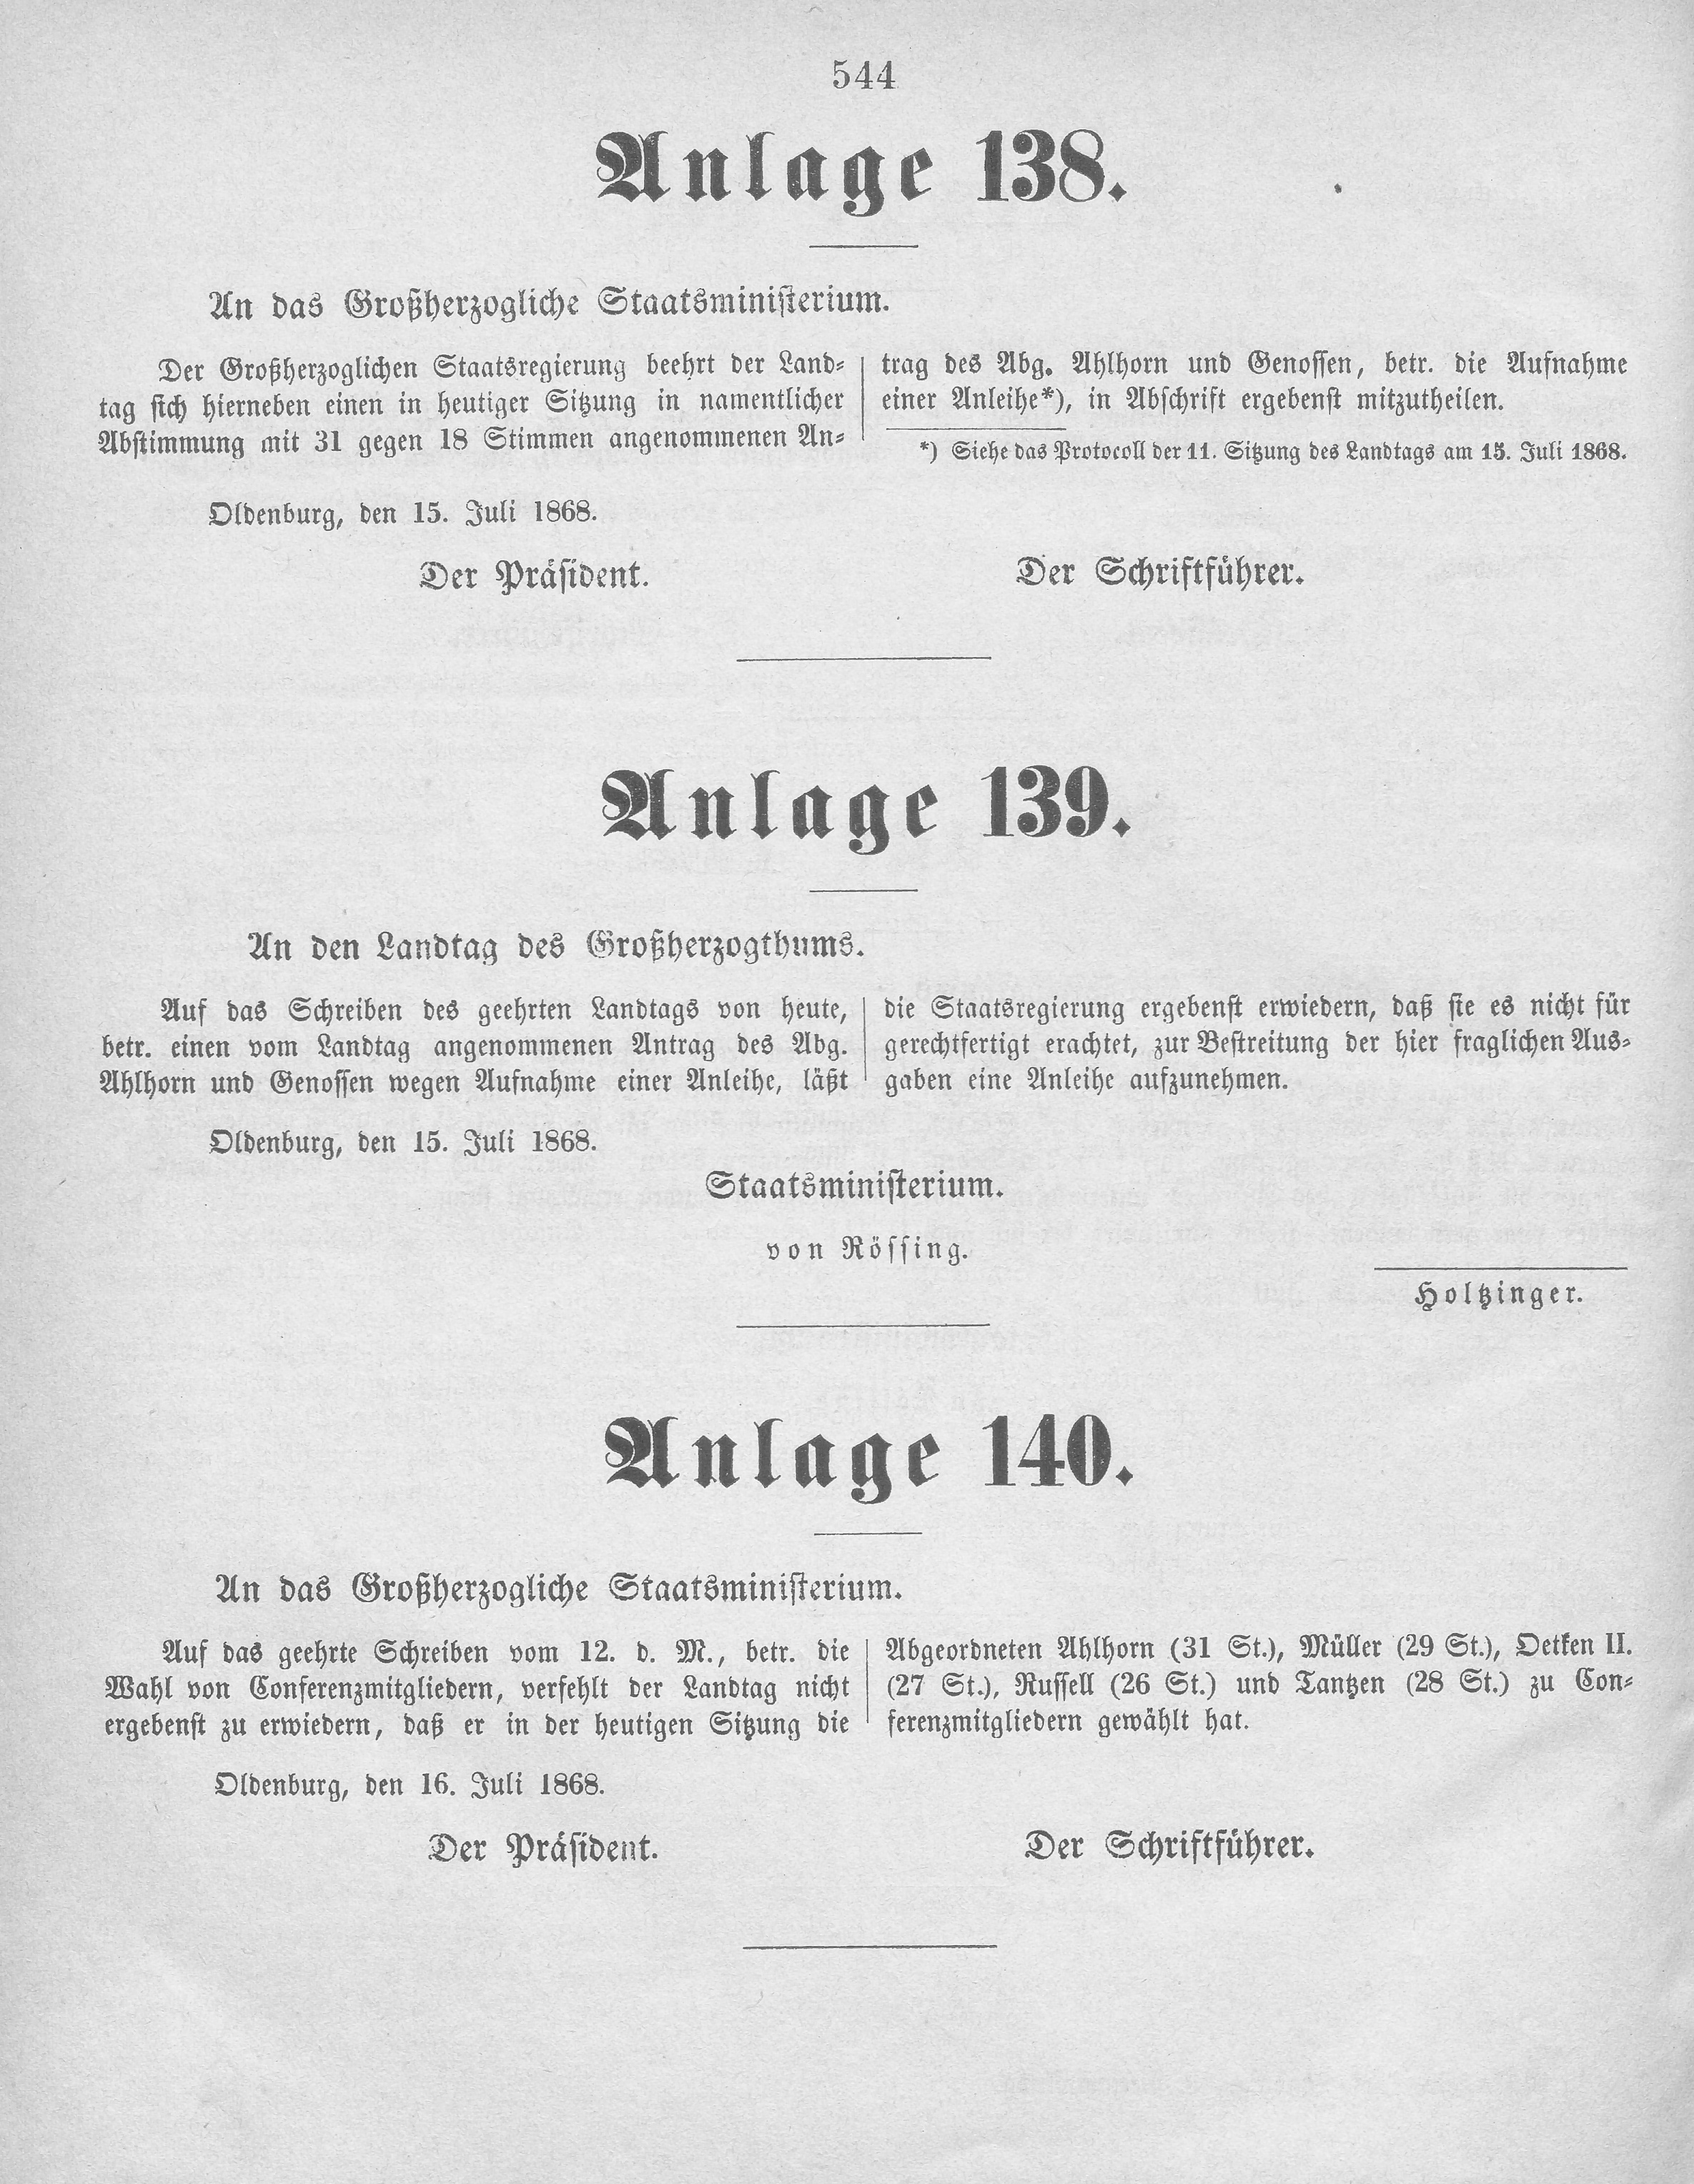 544
Anlage 138.
An das Großherzogliche Staatsministerium.
Der Großherzoglichen Staatsregierung beehrt der Land-
tag sich hierneben einen in heutiger Sitzung in namentlicher
Abstimmung mit 31 gegen 18 Stimmen angenommenen An-
trag des Abg. Ahlhorn und Genossen, betr. die Aufnahme
einer Anleihe*), in Abschrift ergebenst mitzutheilen.
*) Siehe das Protocoll der 11. Sitzung des Landtags am 15. Juli 1868.
Oldenburg, den 15. Juli 1868.
Der Präsident.
Der Schriftführer.
Anlage 139.
An den Landtag des Großherzogthums.
Auf das Schreiben des geehrten Landtags von heute,
betr. einen vom Landtag angenommenen Antrag des Abg.
Ahlhorn und Genossen wegen Aufnahme einer Anleihe, läßt
die Staatsregierung ergebenst erwiedern, daß sie es nicht für
gerechtfertigt erachtet, zur Bestreitung der hier fraglichen Aus-
gaben eine Anleihe aufzunehmen.
Oldenburg, den 15. Juli 1868.
Staatsministerium.
von Rössing.
Holtzinger.
Anlage 140.
An das Großherzogliche Staatsministerium.
Auf das geehrte Schreiben vom 12. d. M., betr. die
Wahl von Conferenzmitgliedern, verfehlt der Landtag nicht
ergebenst zu erwiedern, daß er in der heutigen Sitzung die
Abgeordneten Ahlhorn (31 St.), Müller (29 St.), Oetken II.
(27 St.), Russell (26 St.) und Tantzen (28 St.) zu Con-
ferenzmitgliedern gewählt hat.
Oldenburg, den 16. Juli 1868.
Der Präsident.
Der Schriftführer.